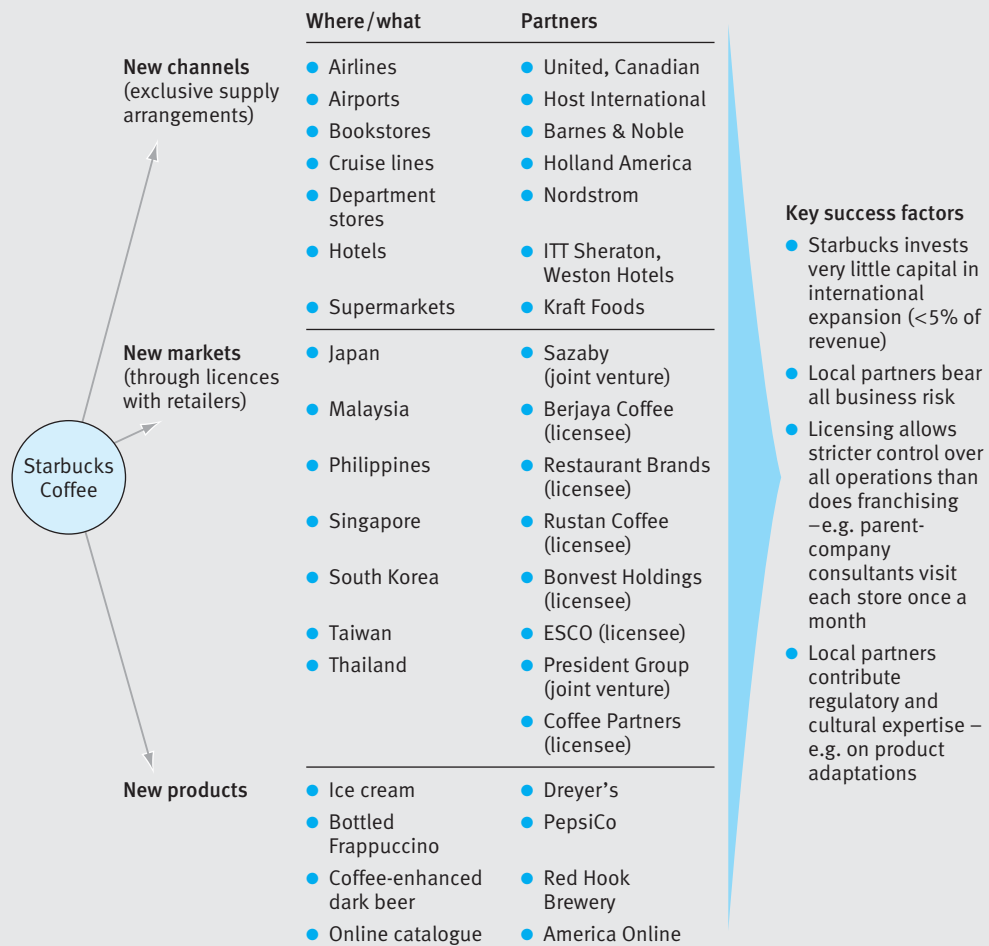 Where/what Partners
New channels
(exclusive supply
arrangements)
● Airlines ● United, Canadian
● Airports ● Host International
● Bookstores ● Barnes & Noble
● Cruise lines ● Holland America
● Department
stores
● Nordstrom
● Hotels ● ITT Sheraton,
Weston Hotels
● Supermarkets ● Kraft Foods
New markets
(through licences
with retailers)
● Japan ● Sazaby
(joint venture)
● Malaysia ● Berjaya Coffee
(licensee)
● Philippines ● Restaurant Brands
(licensee)
● Singapore ● Rustan Coffee
(licensee)
● South Korea ● Bonvest Holdings
(licensee)
● Taiwan ● ESCO (licensee)
● Thailand ● President Group
(joint venture)
● Coffee Partners
(licensee)
Starbucks
Coffee
New products
● Ice cream ● Dreyer's
● Bottled
Frappuccino
● PepsiCo
● Coffee-enhanced
dark beer
● Red Hook
Brewery
● Online catalogue ● America Online
Key success factors
● Starbucks invests
very little capital in
international
expansion (<5% of
revenue)
● Local partners bear
all business risk
● Licensing allows
stricter control over
all operations than
does franchising
–e.g. parent-
company
consultants visit
each store once a
month
● Local partners
contribute
regulatory and
cultural expertise –
e.g. on product
adaptations